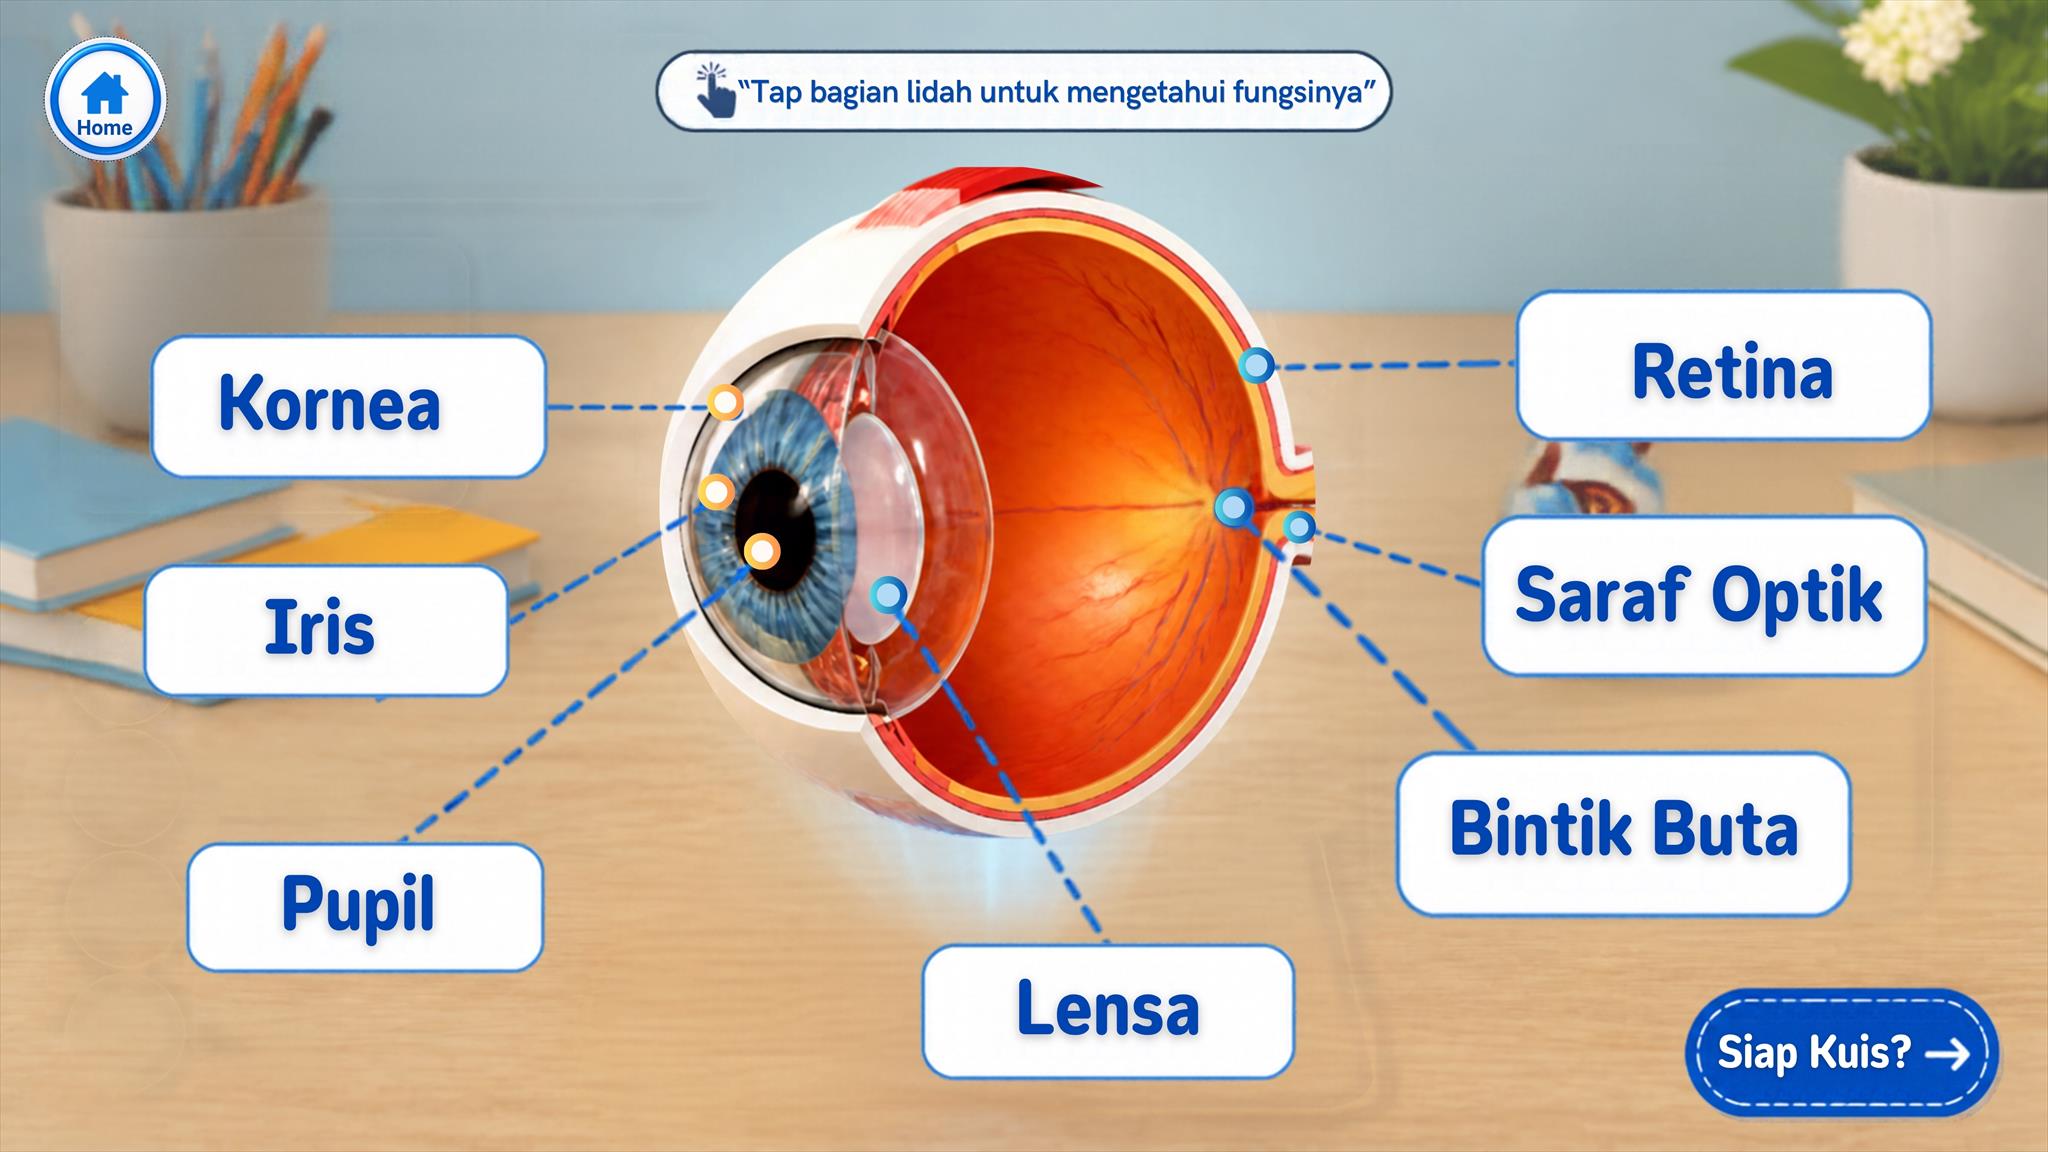 Home
“Tap bagian lidah untuk mengetahui fungsinya”
Kornea
Retina
Iris
Saraf Optik
Pupil
Bintik Buta
Lensa
Siap Kuis?